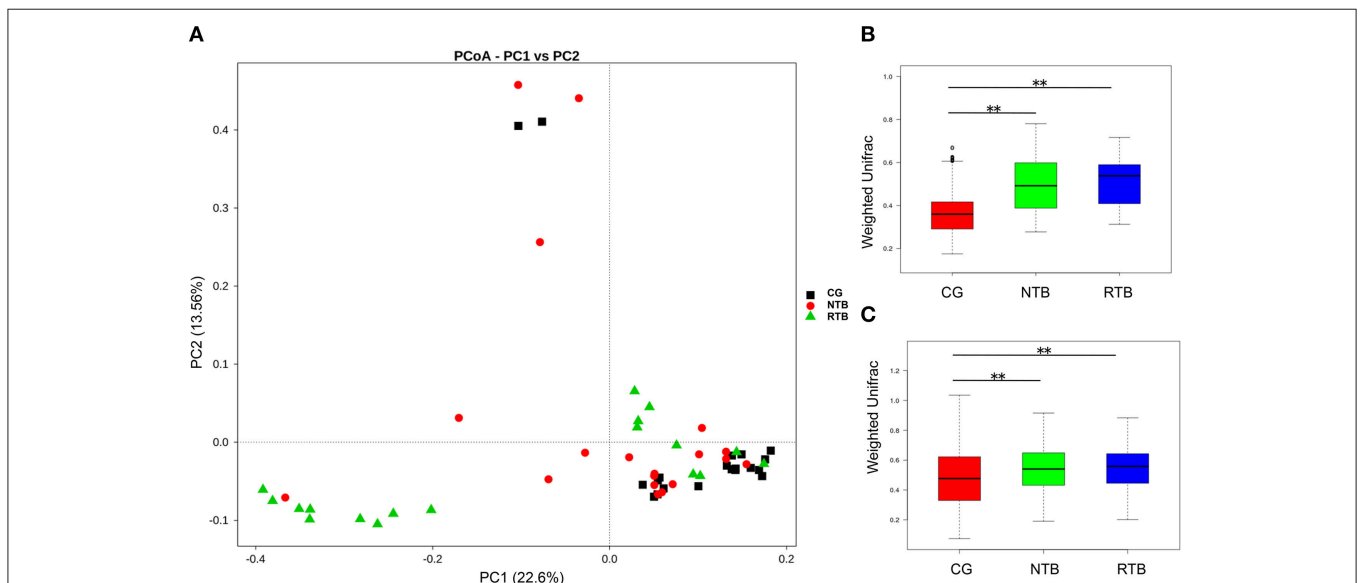 A
PCoA - PC1 vs PC2
PC2 (13.56%)
0.4
0.3
0.2
0.1
0.0
-0.1
-0.4
-0.2
0.0
0.2
PC1 (22.6%)
CG
NTB
RTB
B
Weighted Unifrac
1.0
0.8
0.6
0.4
0.2
**
**
CG NTB RTB
C
Weighted Unifrac
1.2
1.0
0.8
0.6
0.4
0.2
**
**
CG NTB RTB